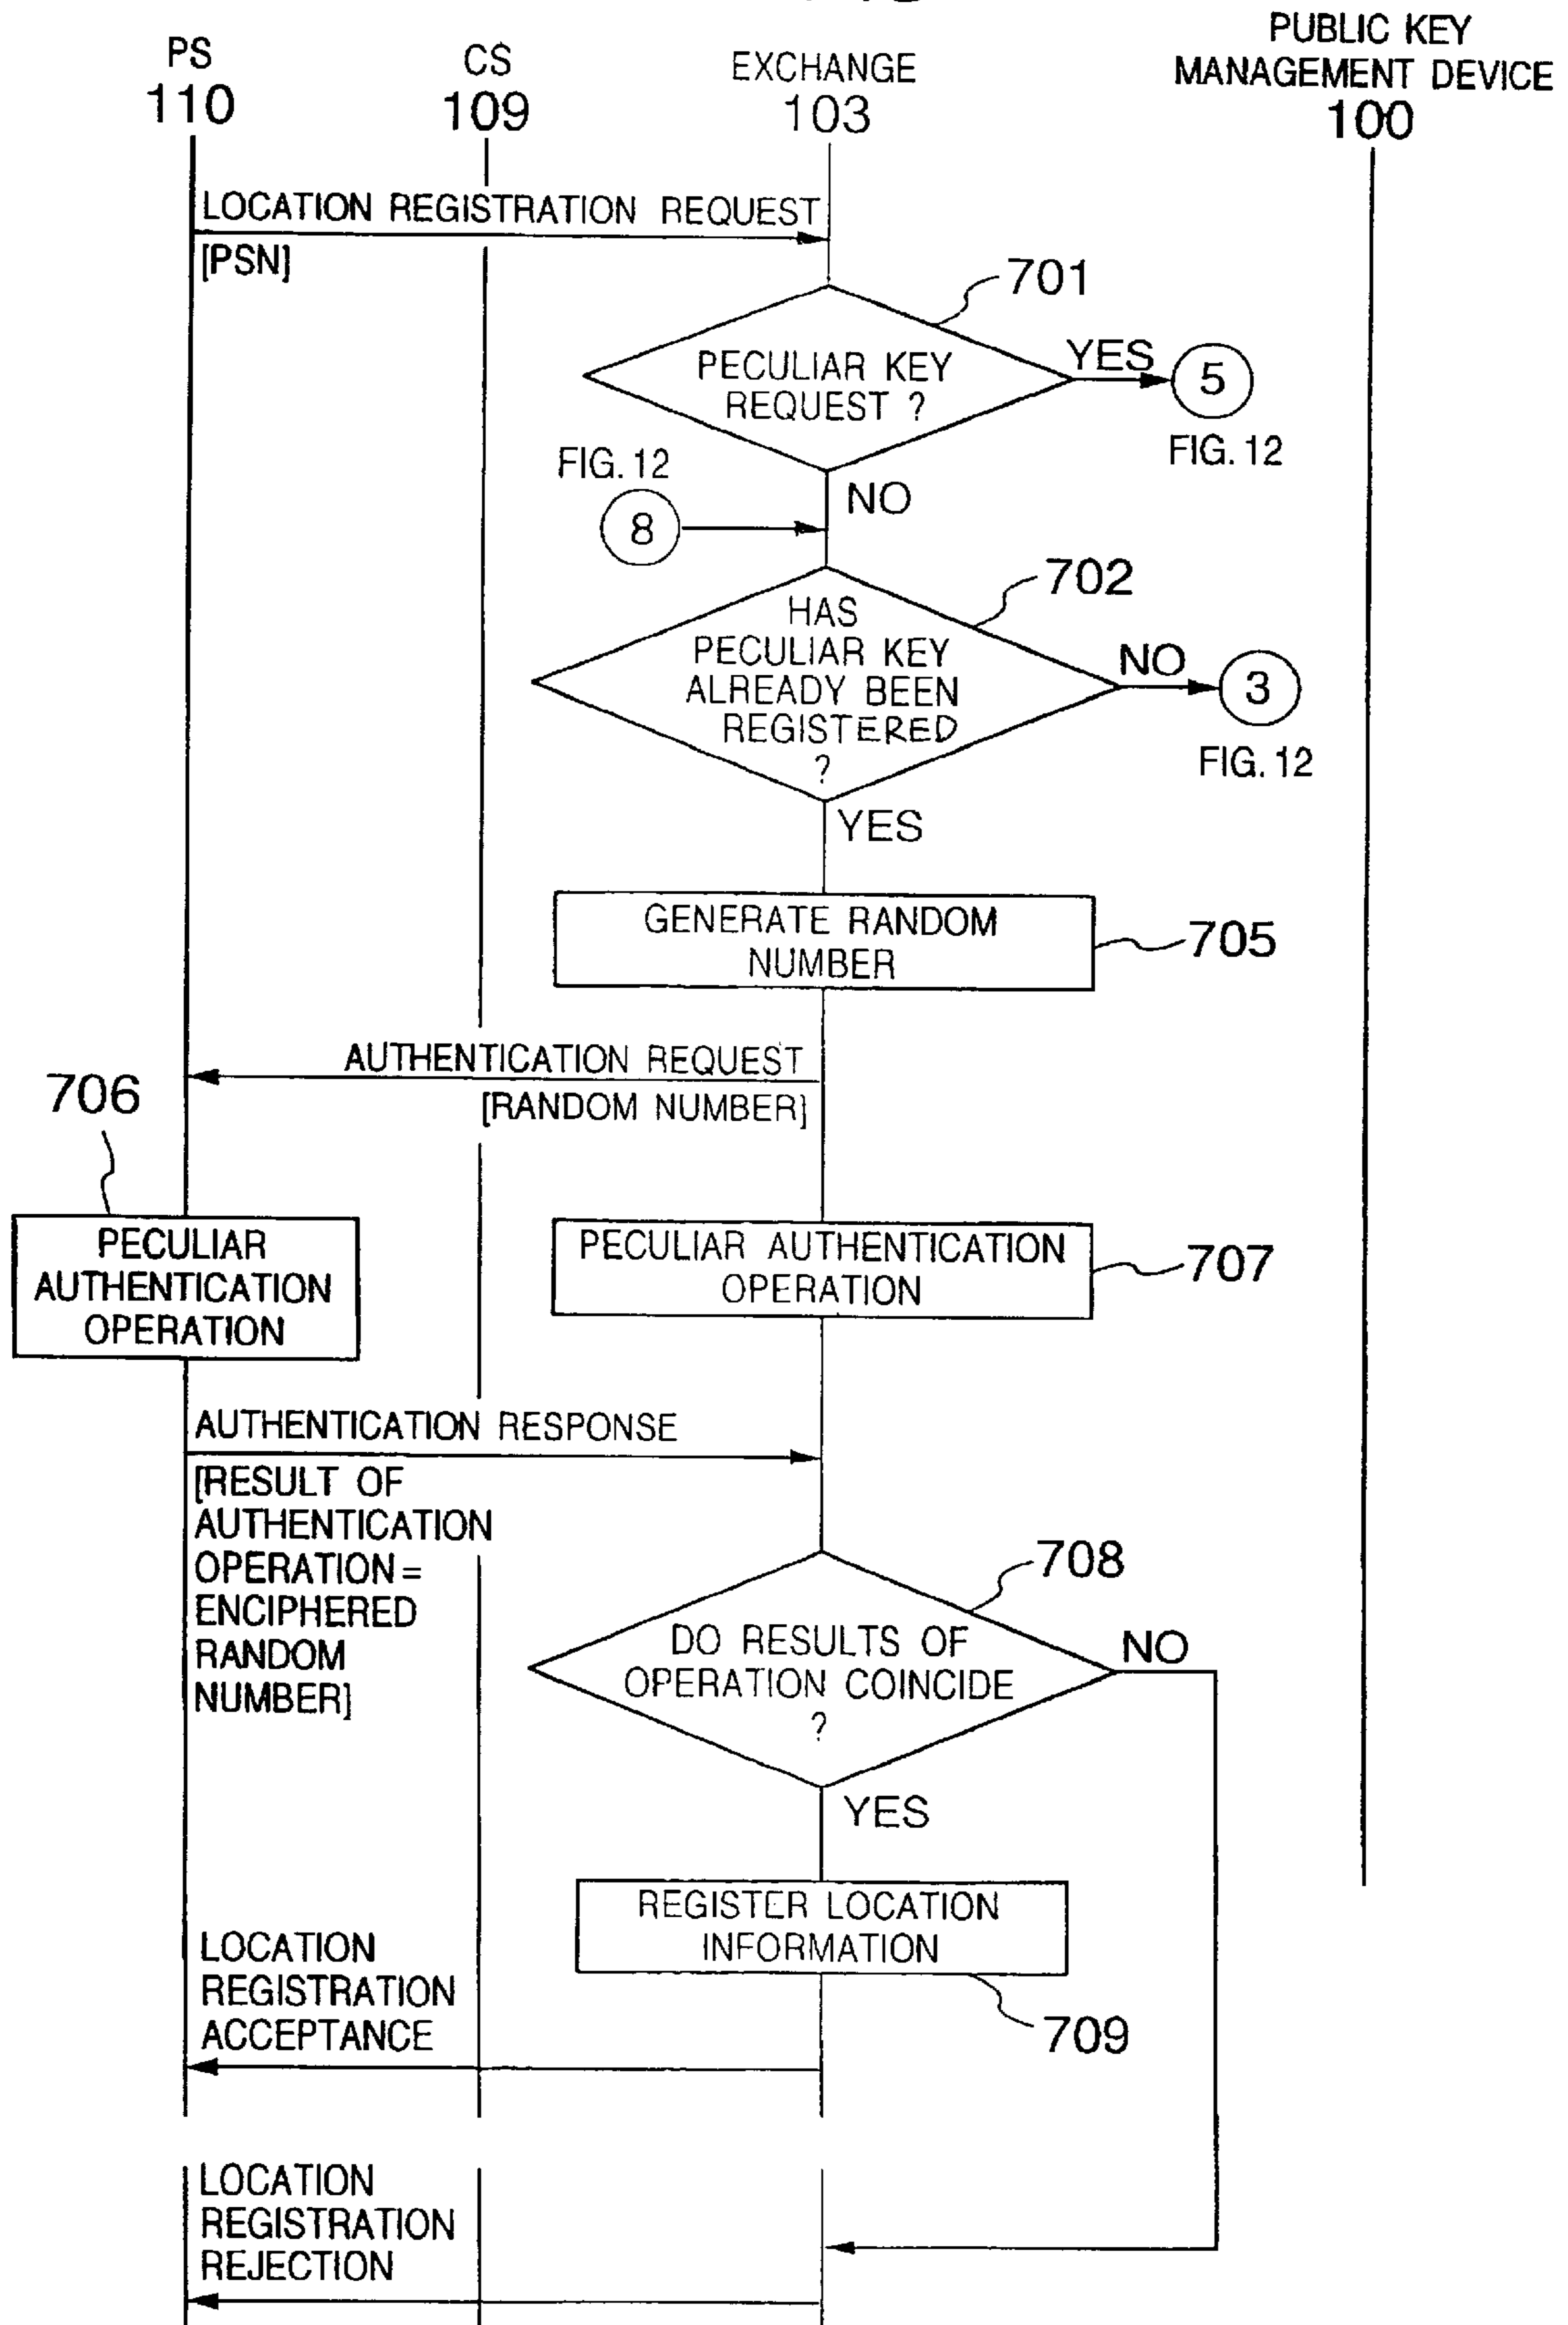 PS
110
CS
109
EXCHANGE
103
PUBLIC KEY
MANAGEMENT DEVICE
100
LOCATION REGISTRATION REQUEST
[PSN]
701
PECULIAR KEY
REQUEST ?
YES
5
FIG. 12
FIG. 12
8
NO
702
HAS
PECULIAR KEY
ALREADY BEEN
REGISTERED
?
NO
3
FIG. 12
YES
GENERATE RANDOM
NUMBER
705
AUTHENTICATION REQUEST
[RANDOM NUMBER]
706
PECULIAR
AUTHENTICATION
OPERATION
PECULIAR AUTHENTICATION
OPERATION
707
AUTHENTICATION RESPONSE
[RESULT OF
AUTHENTICATION
OPERATION=
ENCIPHERED
RANDOM
NUMBER]
708
DO RESULTS OF
OPERATION COINCIDE
?
NO
YES
REGISTER LOCATION
INFORMATION
709
LOCATION
REGISTRATION
ACCEPTANCE
LOCATION
REGISTRATION
REJECTION